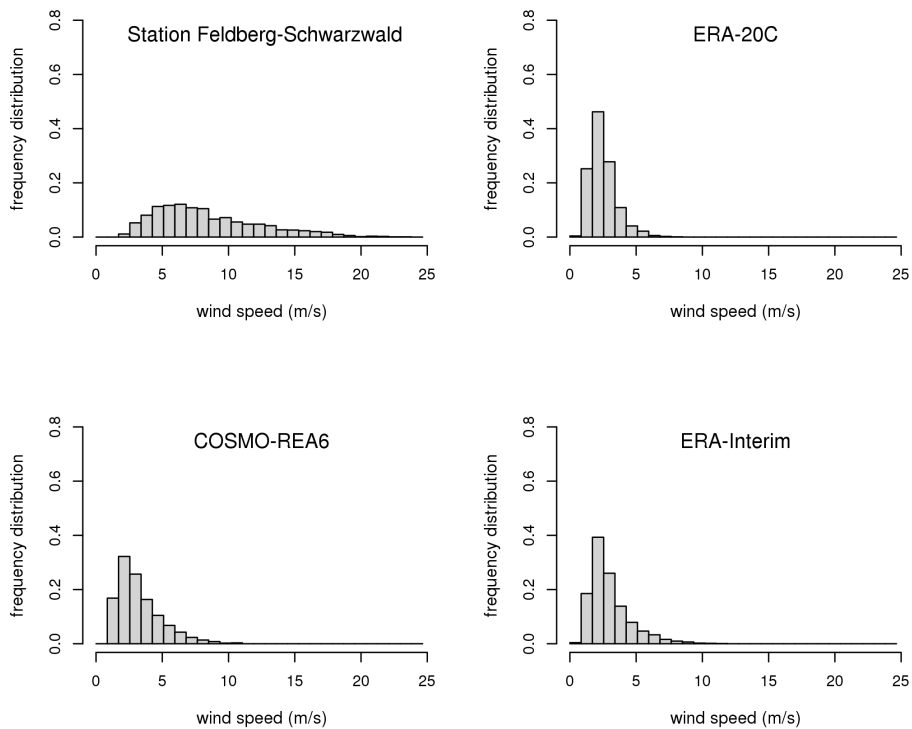 Station Feldberg-Schwarzwald
frequency distribution
0.8
0.6
0.4
0.2
0.0
0 5 10 15 20 25
wind speed (m/s)
ERA-20C
frequency distribution
0.8
0.6
0.4
0.2
0.0
0 5 10 15 20 25
wind speed (m/s)
COSMO-REA6
frequency distribution
0.8
0.6
0.4
0.2
0.0
0 5 10 15 20 25
wind speed (m/s)
ERA-Interim
frequency distribution
0.8
0.6
0.4
0.2
0.0
0 5 10 15 20 25
wind speed (m/s)